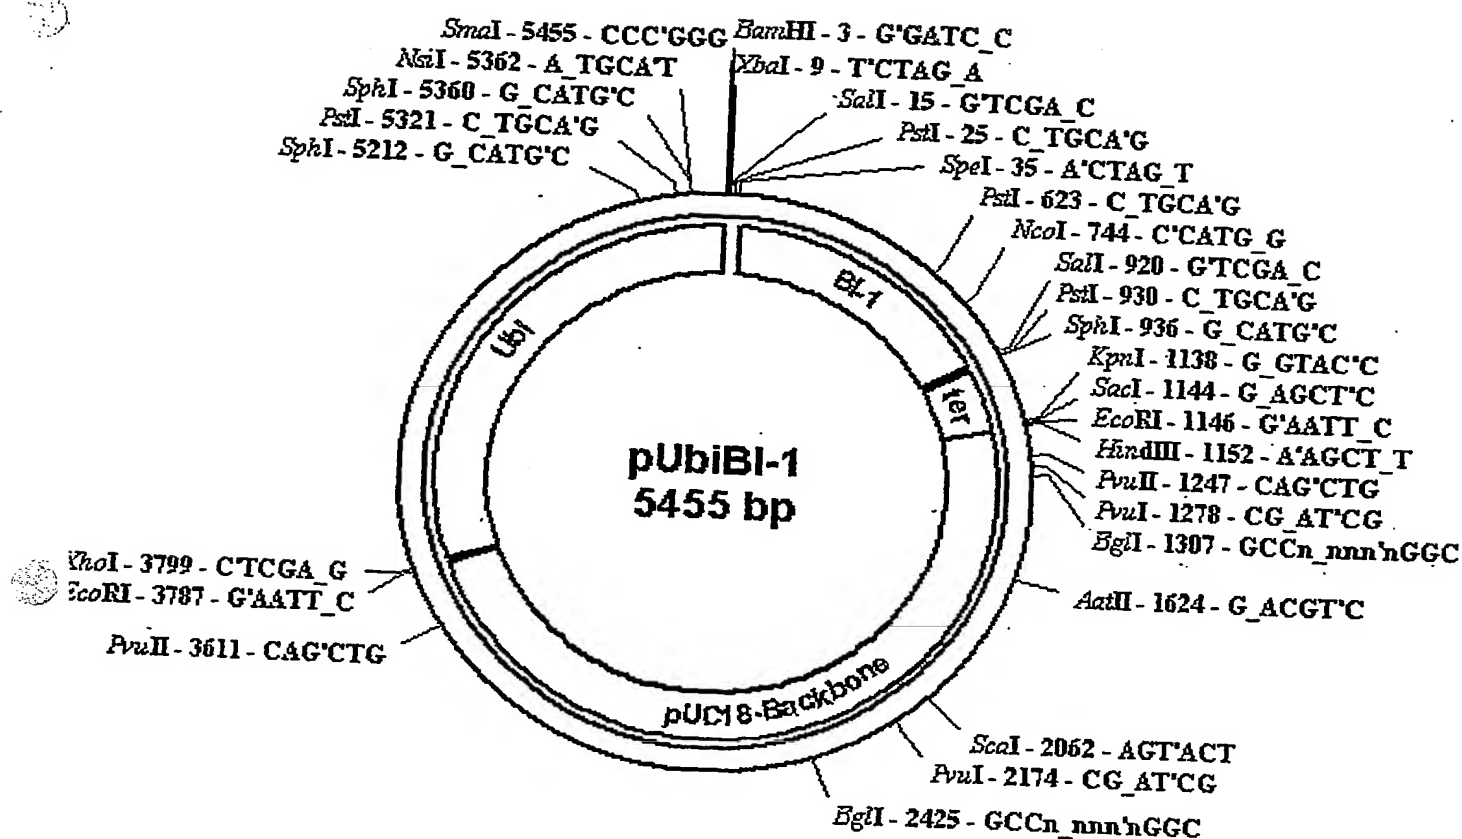 SmaI - 5455 - CCC'GGG
NsiI - 5362 - A_TGCA'T
SphI - 5360 - G_CATG'C
PstI - 5321 - C_TGCA'G
SphI - 5212 - G_CATG'C
BamHI - 3 - G'GATC_C
XbaI - 9 - T'CTAG_A
SalI - 15 - G'TCGA_C
PstI - 25 - C_TGCA'G
SpeI - 35 - A'CTAG_T
PstI - 623 - C_TGCA'G
NcoI - 744 - C'CATG_G
SalI - 920 - G'TCGA_C
PstI - 930 - C_TGCA'G
SphI - 936 - G_CATG'C
KpnI - 1138 - G_GTAC'C
SacI - 1144 - G_AGCT'C
EcoRI - 1146 - G'AATT_C
HindIII - 1152 - A'AGCT_T
PvuII - 1247 - CAG'CTG
PvuI - 1278 - CG_AT'CG
BglI - 1307 - GCCn_nnn'nGGC
AatII - 1624 - G_ACGT'C
ScaI - 2062 - AGT'ACT
PvuI - 2174 - CG_AT'CG
BglI - 2425 - GCCn_nnn'nGGC
XhoI - 3799 - C'TCGA_G
EcoRI - 3787 - G'AATT_C
PvuII - 3611 - CAG'CTG
Ubi
BI-1
ter
pUbiBI-1
5455 bp
pUC18-Backbone